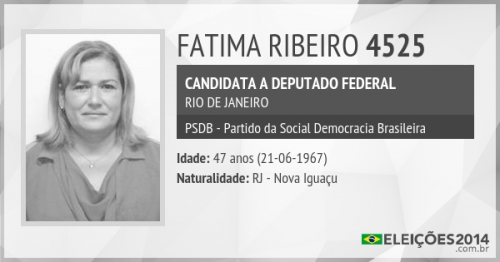 FATIMA RIBEIRO 4525
CANDIDATA A DEPUTADO FEDERAL
RIO DE JANEIRO
PSDB - Partido da Social Democracia Brasileira
Idade: 47 anos (21-06-1967)
Naturalidade: RJ - Nova Iguaçu
ELEIÇÕES2014
.com.br